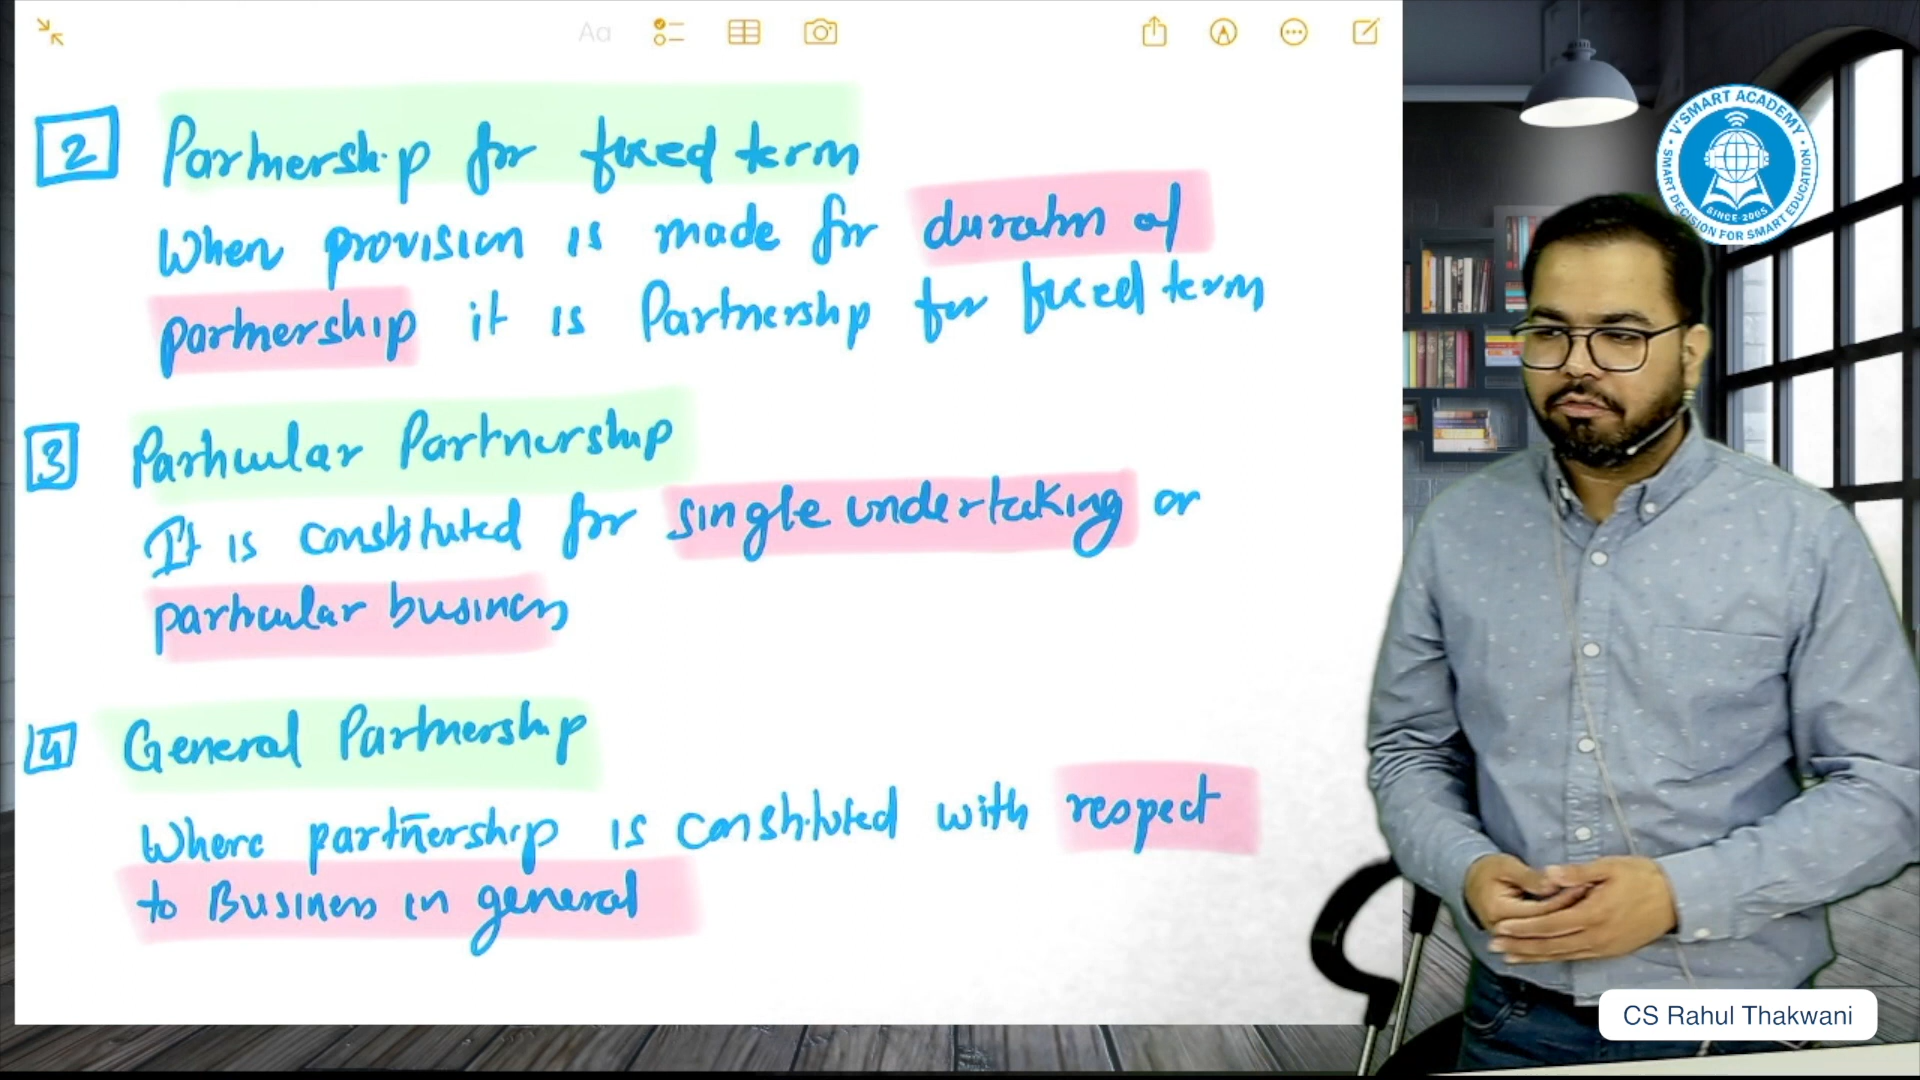 Aa
2 Partnership for fixed term
When provision is made for duration of
partnership it is Partnership for fixed term
3 Particular Partnership
It is constituted for single undertaking or
particular business
4 General Partnership
Where partnership is constituted with respect
to Business in general
V'SMART ACADEMY
SINCE-2005
SMART DECISION FOR SMART EDUCATION
CS Rahul Thakwani